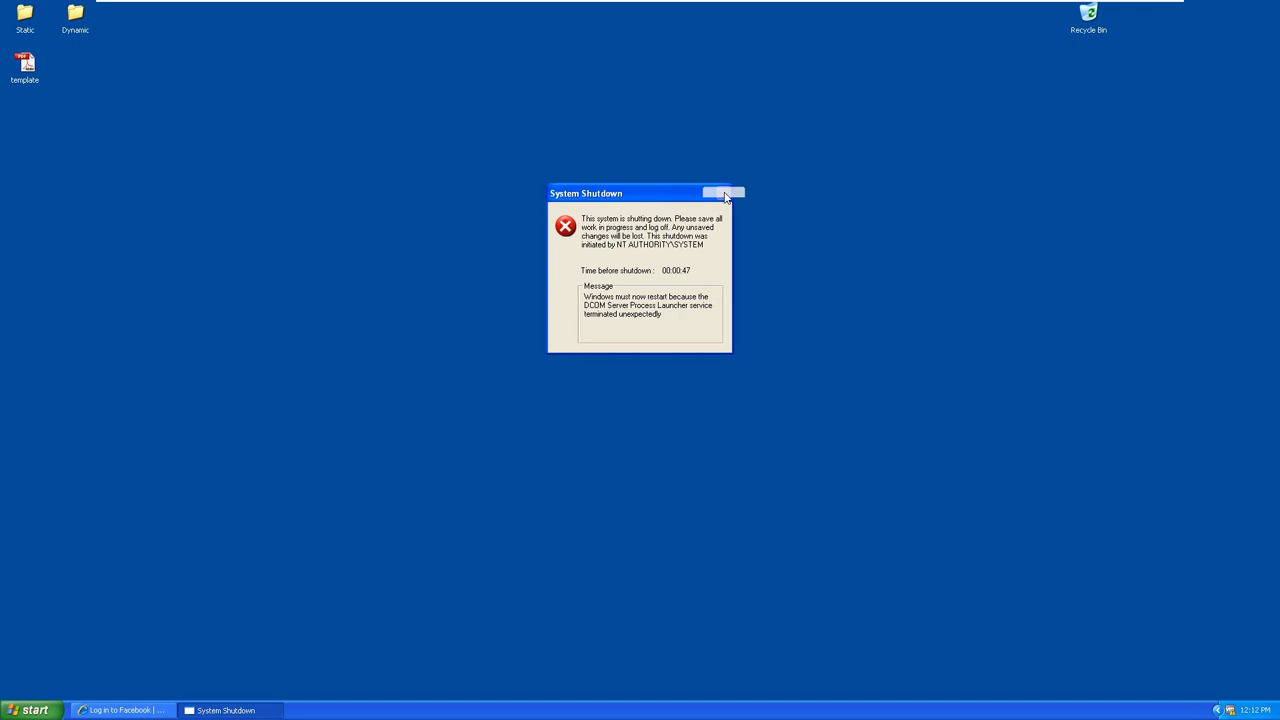 Static
Dynamic
Recycle Bin
PDF
template
System Shutdown
This system is shutting down. Please save all
work in progress and log off. Any unsaved
changes will be lost. This shutdown was
initiated by NT AUTHORITY\SYSTEM
Time before shutdown : 00:00:47
Message
Windows must now restart because the
DCOM Server Process Launcher service
terminated unexpectedly
start
Log in to Facebook | ...
System Shutdown
12:12 PM